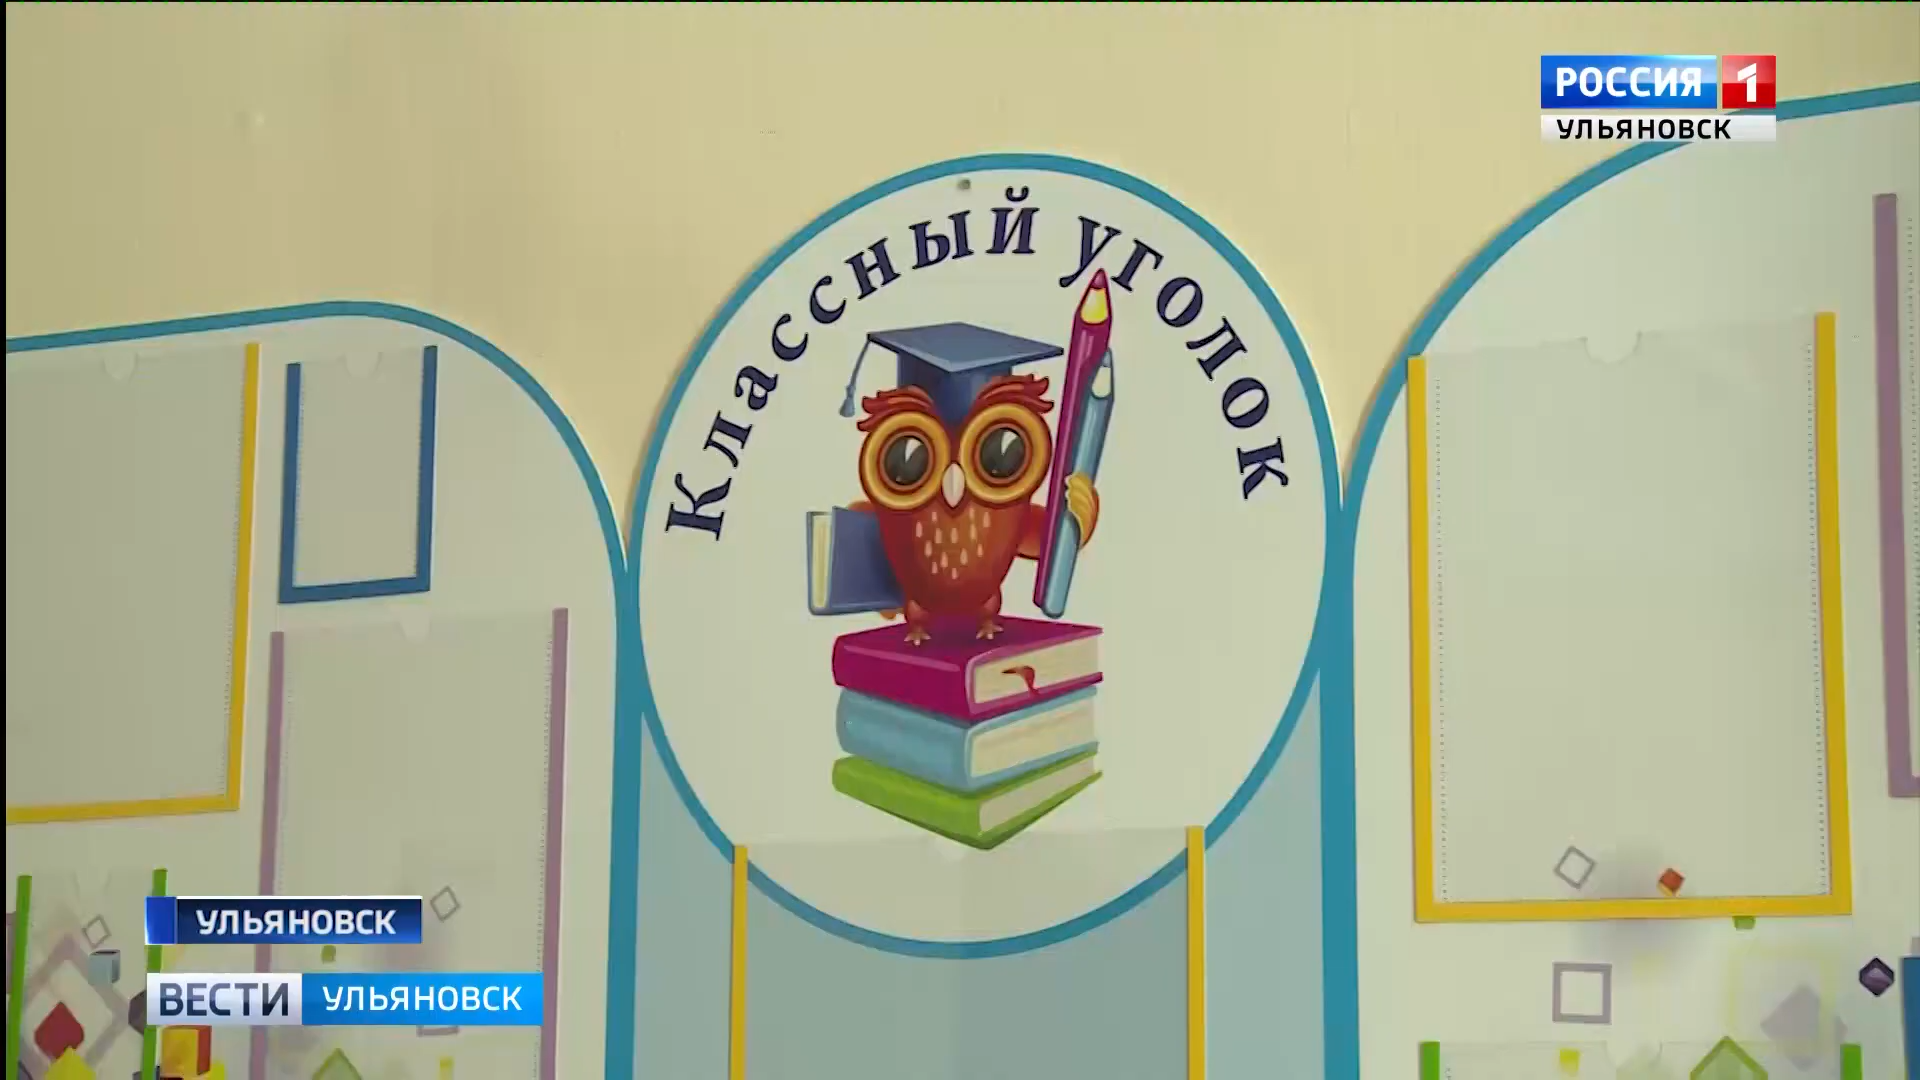 РОССИЯ 1
УЛЬЯНОВСК
Классный уголок
УЛЬЯНОВСК
ВЕСТИ УЛЬЯНОВСК